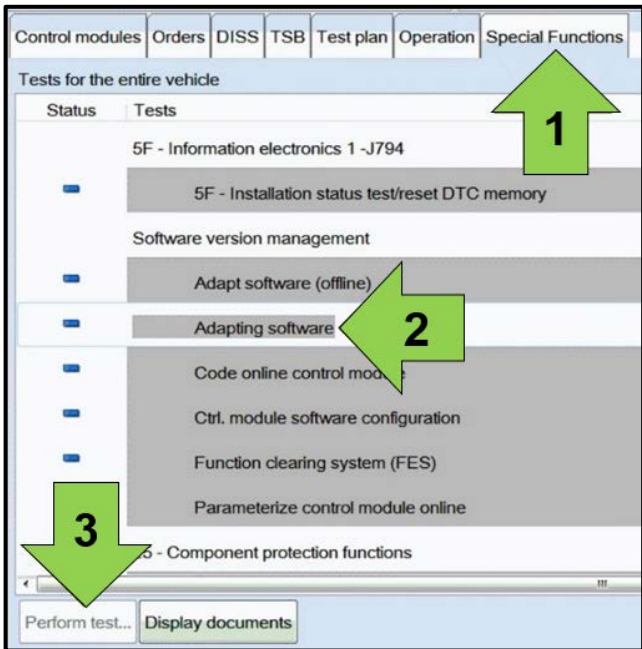 Control modules Orders DISS TSB Test plan Operation Special Functions
Tests for the entire vehicle
Status Tests
1
5F - Information electronics 1 -J794
5F - Installation status test/reset DTC memory
Software version management
Adapt software (offline)
Adapting software
2
Code online control module
Ctrl. module software configuration
Function clearing system (FES)
Parameterize control module online
3
- Component protection functions
Perform test... Display documents